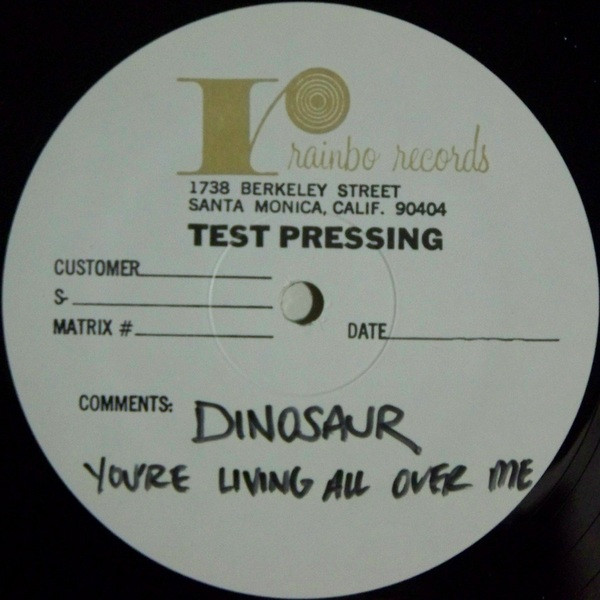 r
rainbo records
1738 BERKELEY STREET
SANTA MONICA, CALIF. 90404
TEST PRESSING
CUSTOMER
S-
MATRIX #
DATE
COMMENTS: DINOSAUR
YOU'RE LIVING ALL OVER ME